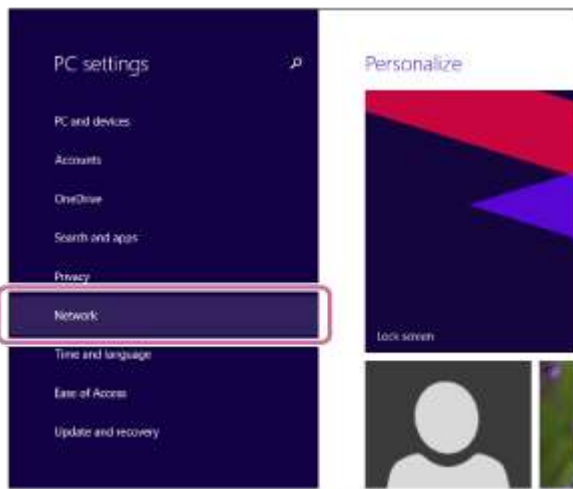 PC settings
Personalize
PC and devices
Accounts
OneDrive
Search and apps
Privacy
Network
Time and language
Ease of Access
Update and recovery
Lock screen